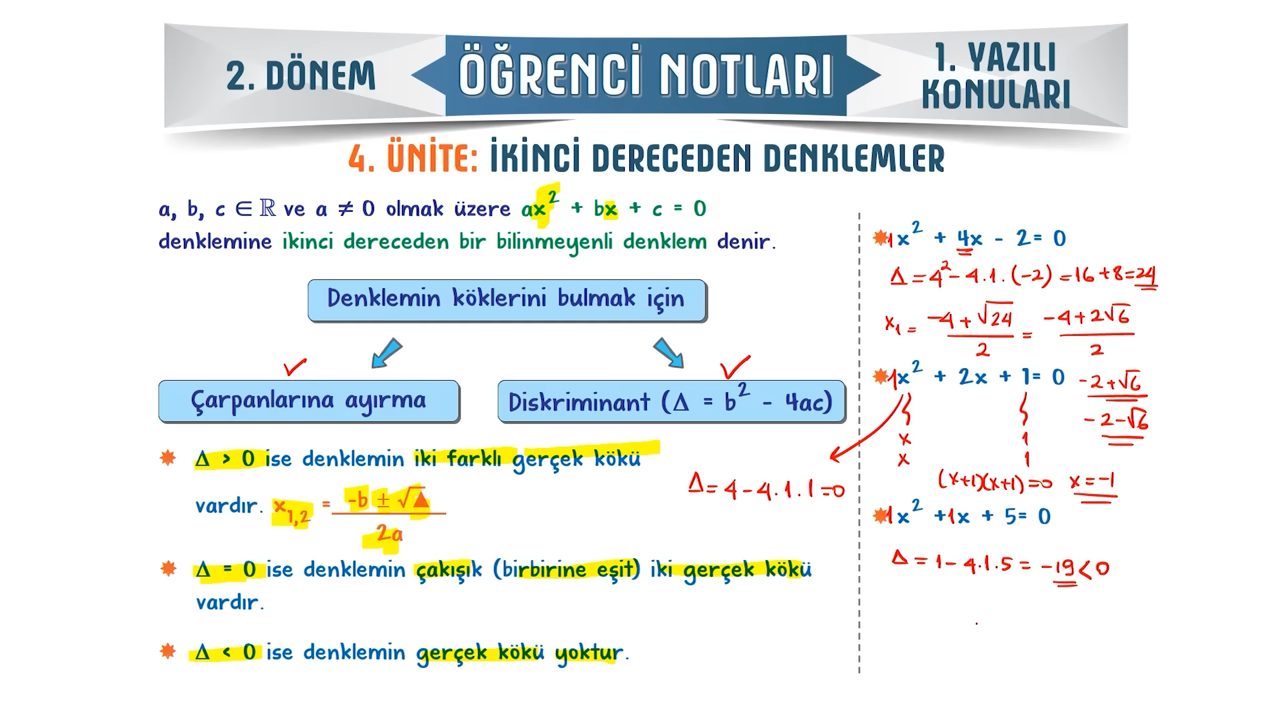 2. DÖNEM
ÖĞRENCİ NOTLARI
1. YAZILI
KONULARI
4. ÜNİTE: İKİNCİ DERECEDEN DENKLEMLER
a, b, c ∈ ℝ ve a ≠ 0 olmak üzere ax² + bx + c = 0
denklemine ikinci dereceden bir bilinmeyenli denklem denir.
Denklemin köklerini bulmak için
Çarpanlarına ayırma
Diskriminant (Δ = b² - 4ac)
Δ > 0 ise denklemin iki farklı gerçek kökü
vardır. x₁,₂ = (-b ± √Δ) / 2a
Δ = 0 ise denklemin çakışık (birbirine eşit) iki gerçek kökü
vardır.
Δ < 0 ise denklemin gerçek kökü yoktur.
1x² + 4x - 2 = 0
Δ = 4² - 4.1.(-2) = 16 + 8 = 24
x₁ = (-4 + √24) / 2 = (-4 + 2√6) / 2
1x² + 2x + 1 = 0
-2 + √6
-2 - √6
x 1
x 1
(x+1)(x+1) = 0 x = -1
Δ = 4 - 4.1.1 = 0
1x² + 1x + 5 = 0
Δ = 1 - 4.1.5 = -19 < 0